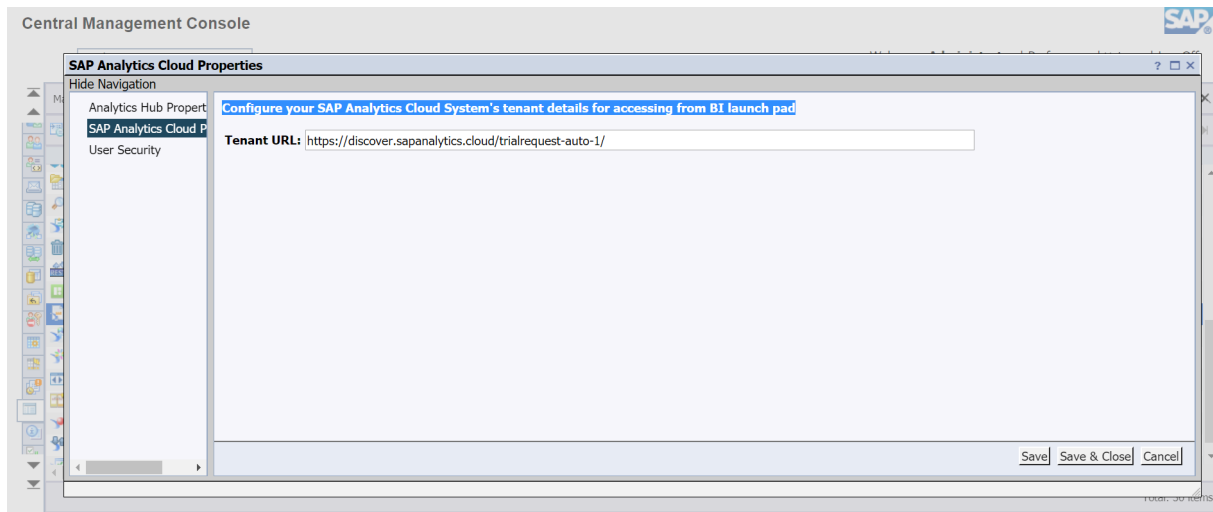 Central Management Console
SAP
SAP Analytics Cloud Properties
?
Hide Navigation
Analytics Hub Propert
SAP Analytics Cloud P
User Security
Configure your SAP Analytics Cloud System's tenant details for accessing from BI launch pad
Tenant URL: https://discover.sapanalytics.cloud/trialrequest-auto-1/
Save Save & Close Cancel